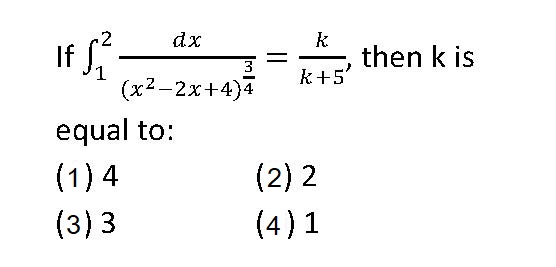 If ∫₁² dx/(x²−2x+4)^(3/4) = k/(k+5), then k is
equal to:
(1) 4 (2) 2
(3) 3 (4) 1